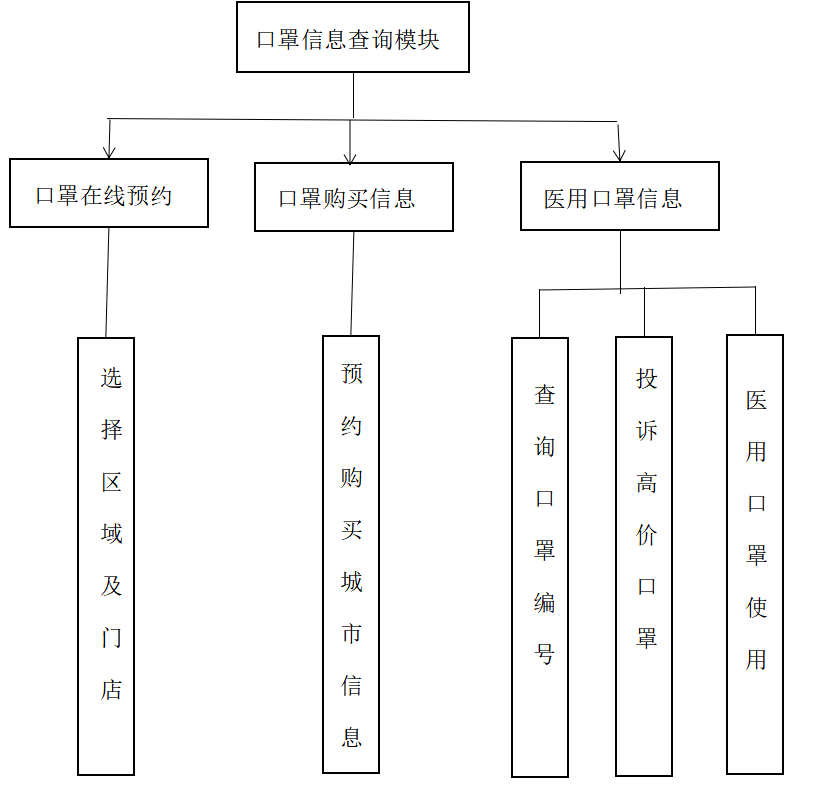 口罩信息查询模块
口罩在线预约
口罩购买信息
医用口罩信息
选择区域及门店
预约购买城市信息
查询口罩编号
投诉高价口罩
医用口罩使用